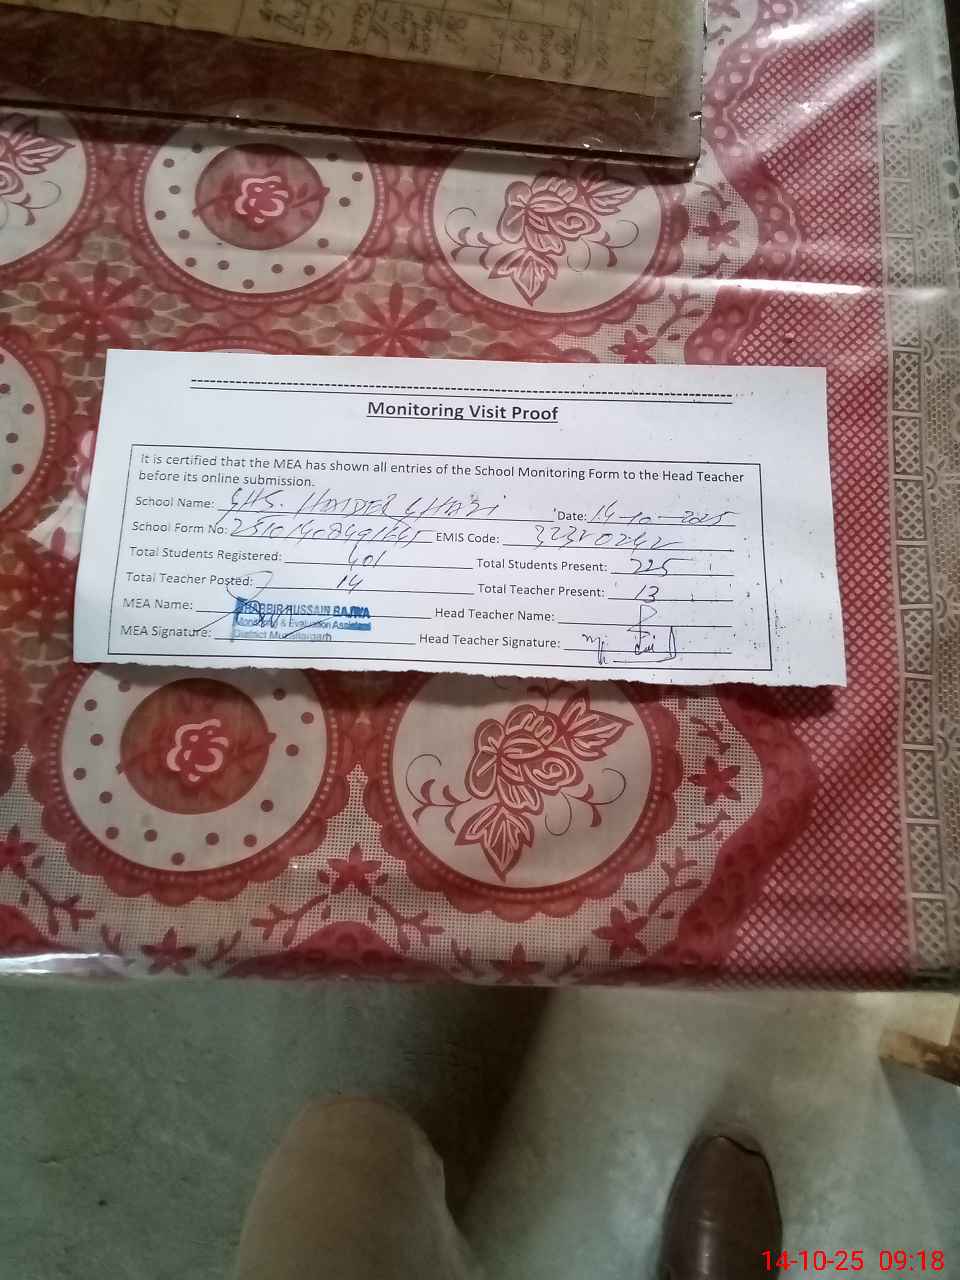 Monitoring Visit Proof
It is certified that the MEA has shown all entries of the School Monitoring Form to the Head Teacher
before its online submission.
School Name: GHS. HAIDER GHAZI Date: 14-10-2025
School Form No: EMIS Code: 32320242
Total Students Registered: 401 Total Students Present: 225
Total Teacher Posted: 14 Total Teacher Present: 13
MEA Name: SHABBIR HUSSAIN BAJWA Head Teacher Name:
Monitoring & Evaluation Assistant
MEA Signature: District Muzaffargarh Head Teacher Signature:
14-10-25 09:18